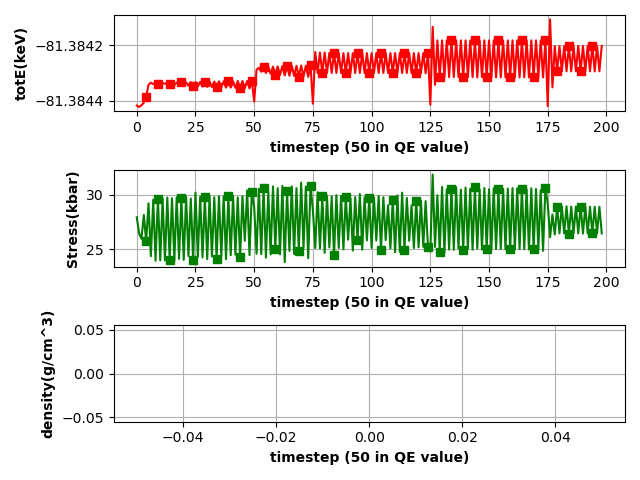 totE(keV)
−81.3842
−81.3844
0 25 50 75 100 125 150 175 200
timestep (50 in QE value)
Stress(kbar)
30
25
0 25 50 75 100 125 150 175 200
timestep (50 in QE value)
density(g/cm^3)
0.05
0.00
−0.05
−0.04 −0.02 0.00 0.02 0.04
timestep (50 in QE value)